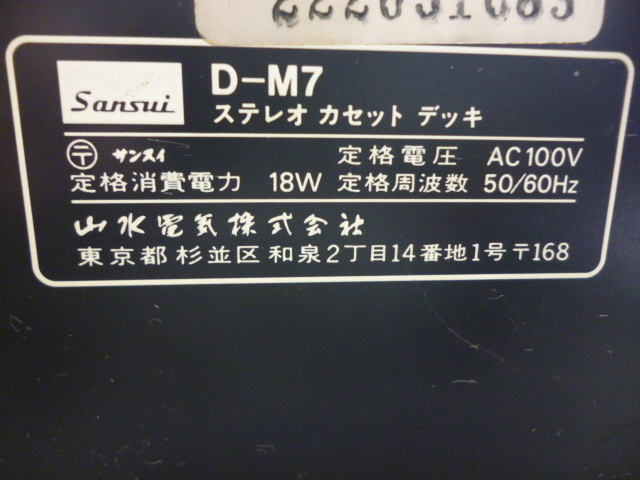 222031683
Sansui
D-M7
ステレオ カセット デッキ
〒 サンスイ 定格電圧 AC100V
定格消費電力 18W 定格周波数 50/60Hz
山水電気株式会社
東京都杉並区和泉2丁目14番地1号〒168